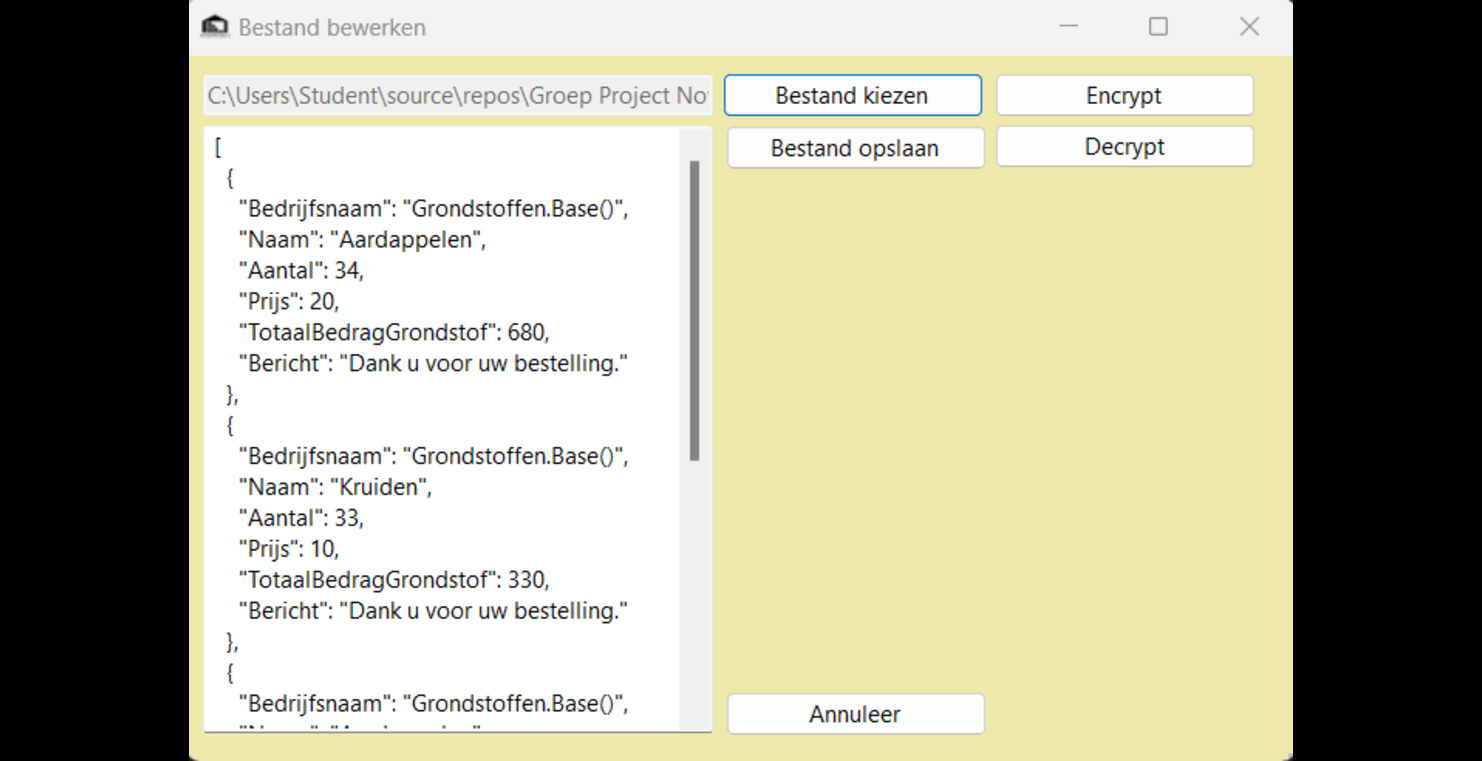 Bestand bewerken
C:\Users\Student\source\repos\Groep Project No
Bestand kiezen
Encrypt
Bestand opslaan
Decrypt
[
{
"Bedrijfsnaam": "Grondstoffen.Base()",
"Naam": "Aardappelen",
"Aantal": 34,
"Prijs": 20,
"TotaalBedragGrondstof": 680,
"Bericht": "Dank u voor uw bestelling."
},
{
"Bedrijfsnaam": "Grondstoffen.Base()",
"Naam": "Kruiden",
"Aantal": 33,
"Prijs": 10,
"TotaalBedragGrondstof": 330,
"Bericht": "Dank u voor uw bestelling."
},
{
"Bedrijfsnaam": "Grondstoffen.Base()",
Annuleer